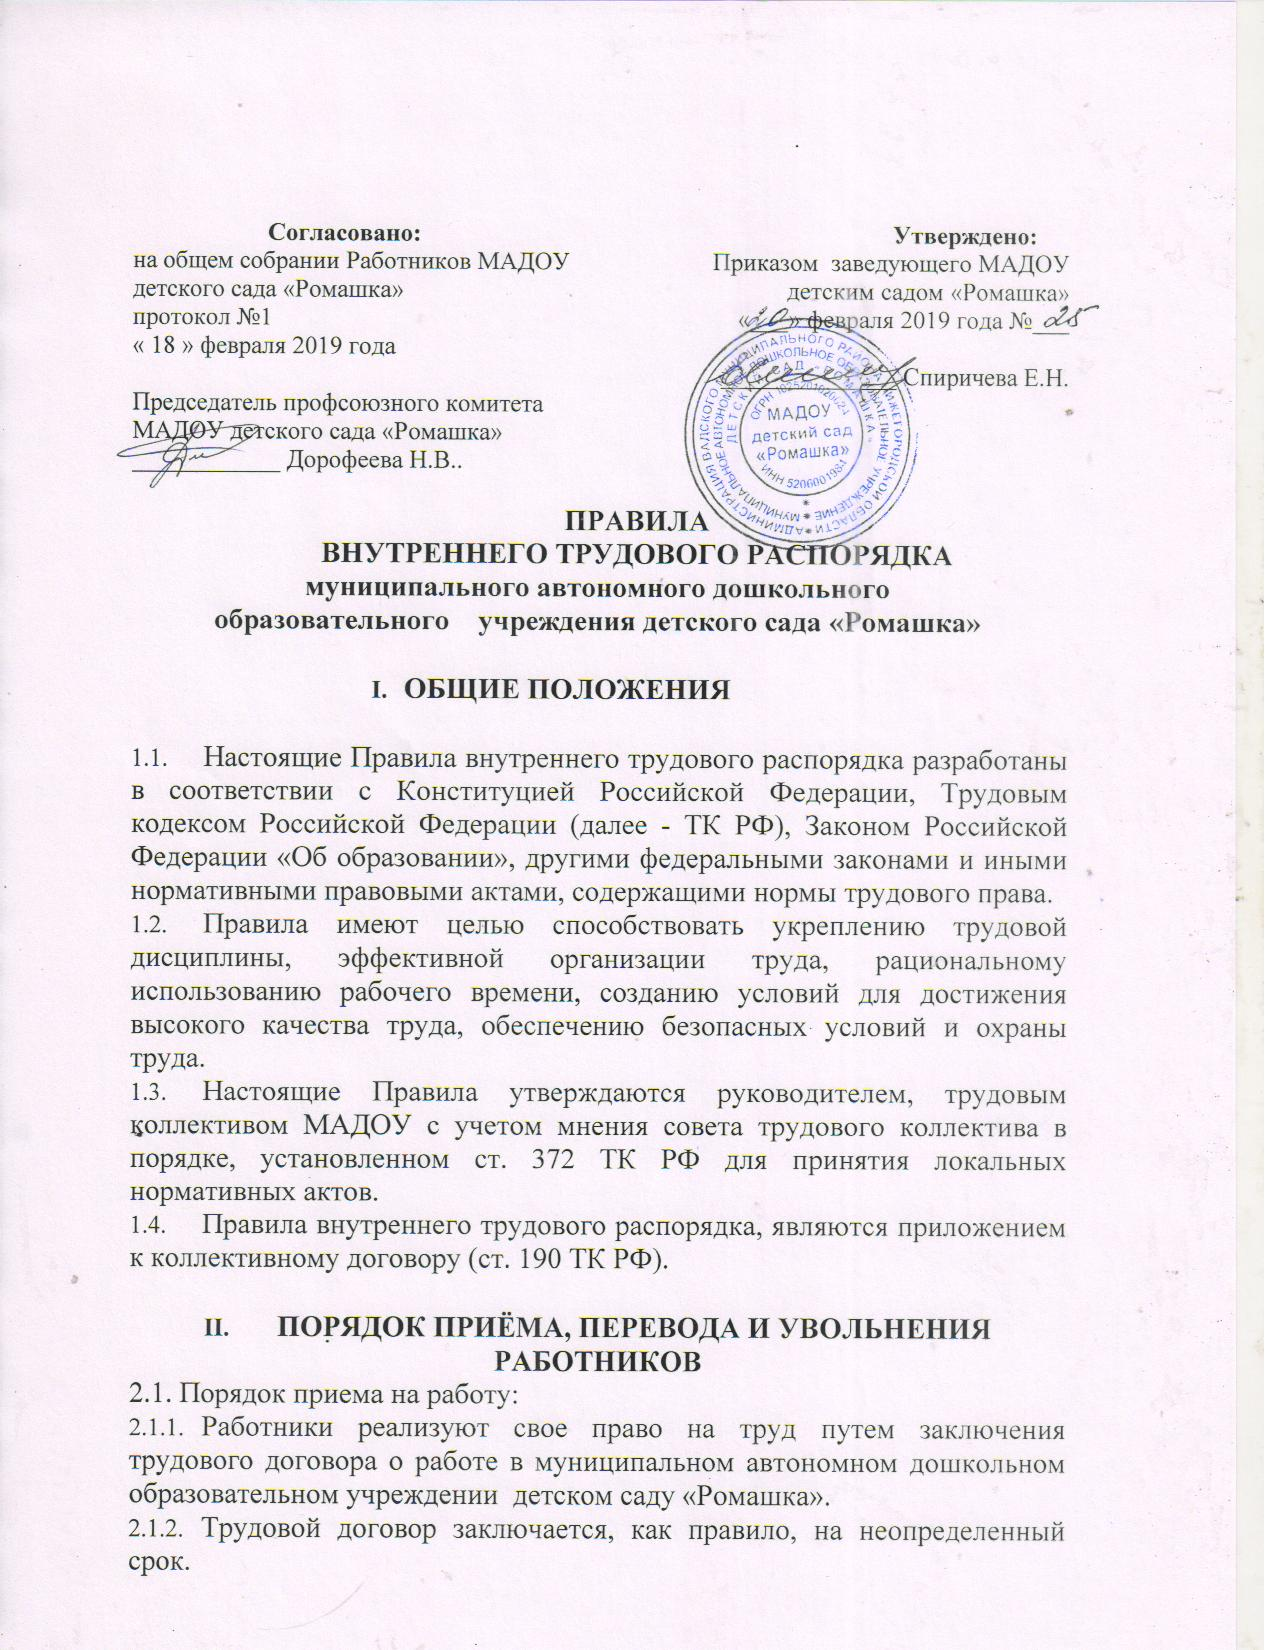 Согласовано:
на общем собрании Работников МАДОУ
детского сада «Ромашка»
протокол №1
« 18 » февраля 2019 года
Председатель профсоюзного комитета
МАДОУ детского сада «Ромашка»
____________ Дорофеева Н.В..
Утверждено:
Приказом заведующего МАДОУ
детским садом «Ромашка»
«20» февраля 2019 года № 25
Спиричева Е.Н.
МАДОУ
детский сад
«Ромашка»
ИНН 5206001984
ПРАВИЛА
ВНУТРЕННЕГО ТРУДОВОГО РАСПОРЯДКА
муниципального автономного дошкольного
образовательного учреждения детского сада «Ромашка»
I. ОБЩИЕ ПОЛОЖЕНИЯ
1.1. Настоящие Правила внутреннего трудового распорядка разработаны
в соответствии с Конституцией Российской Федерации, Трудовым
кодексом Российской Федерации (далее - ТК РФ), Законом Российской
Федерации «Об образовании», другими федеральными законами и иными
нормативными правовыми актами, содержащими нормы трудового права.
1.2. Правила имеют целью способствовать укреплению трудовой
дисциплины, эффективной организации труда, рациональному
использованию рабочего времени, созданию условий для достижения
высокого качества труда, обеспечению безопасных условий и охраны
труда.
1.3. Настоящие Правила утверждаются руководителем, трудовым
коллективом МАДОУ с учетом мнения совета трудового коллектива в
порядке, установленном ст. 372 ТК РФ для принятия локальных
нормативных актов.
1.4. Правила внутреннего трудового распорядка, являются приложением
к коллективному договору (ст. 190 ТК РФ).
II. ПОРЯДОК ПРИЁМА, ПЕРЕВОДА И УВОЛЬНЕНИЯ
РАБОТНИКОВ
2.1. Порядок приема на работу:
2.1.1. Работники реализуют свое право на труд путем заключения
трудового договора о работе в муниципальном автономном дошкольном
образовательном учреждении детском саду «Ромашка».
2.1.2. Трудовой договор заключается, как правило, на неопределенный
срок.